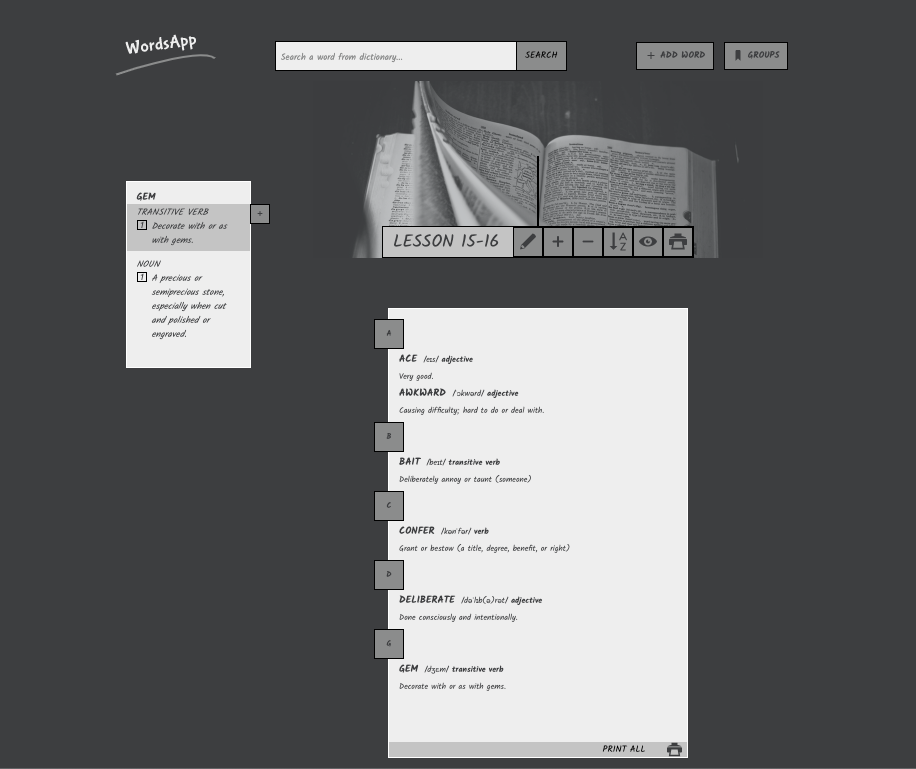 WordsApp
Search a word from dictionary...
SEARCH
+ ADD WORD
GROUPS
GEM
TRANSITIVE VERB
1 Decorate with or as
with gems.
+
NOUN
1 A precious or
semiprecious stone,
especially when cut
and polished or
engraved.
LESSON 15-16
+
−
A
Z
A
ACE /eɪs/ adjective
Very good.
AWKWARD /ˈɔkwərd/ adjective
Causing difficulty; hard to do or deal with.
B
BAIT /beɪt/ transitive verb
Deliberately annoy or taunt (someone)
C
CONFER /kənˈfər/ verb
Grant or bestow (a title, degree, benefit, or right)
D
DELIBERATE /dəˈlɪb(ə)rət/ adjective
Done consciously and intentionally.
G
GEM /dʒɛm/ transitive verb
Decorate with or as with gems.
PRINT ALL